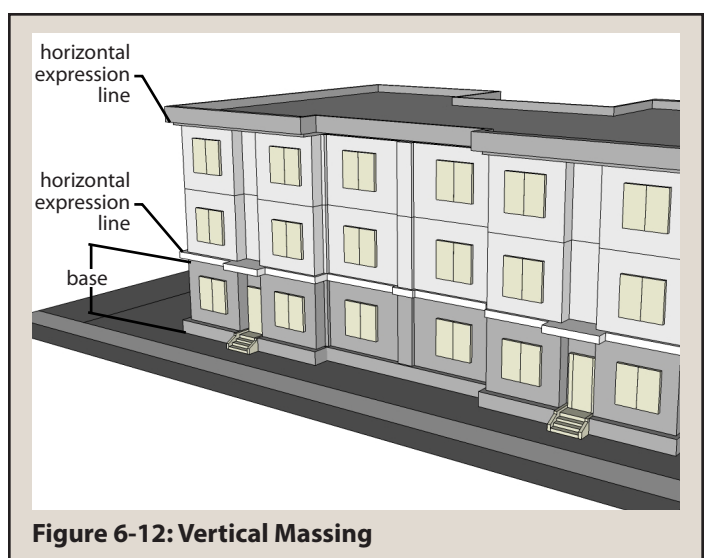 horizontal
expression
line
horizontal
expression
line
base
Figure 6-12: Vertical Massing